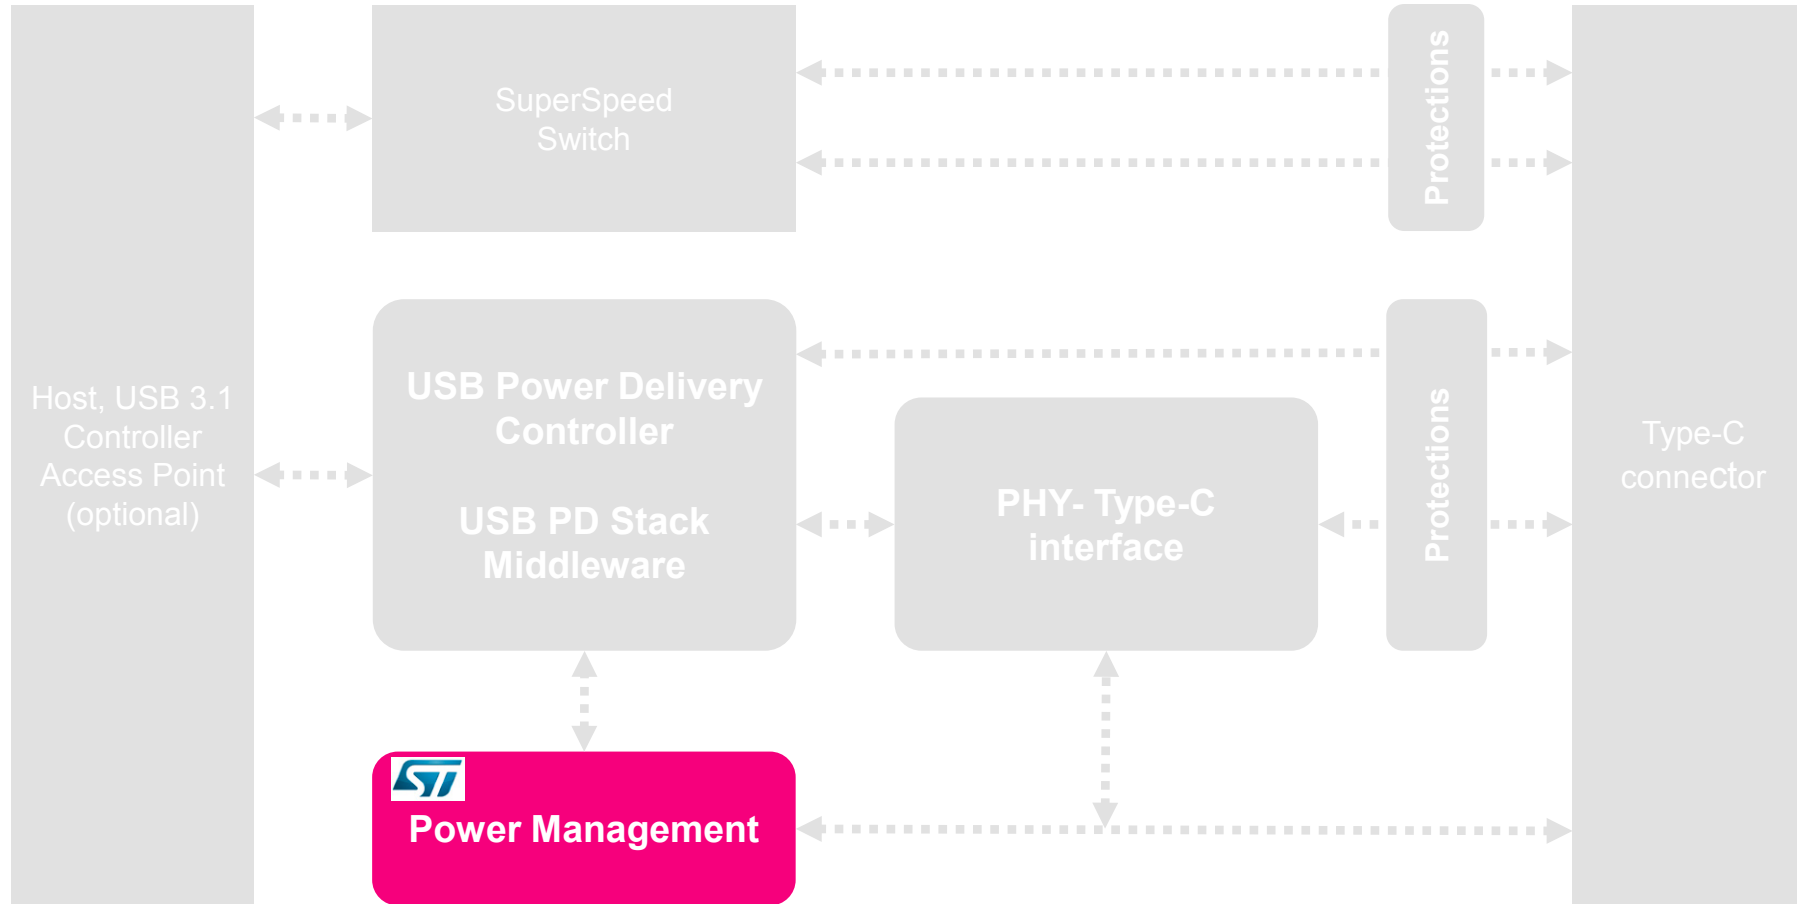 SuperSpeed
Switch
Protections
Host, USB 3.1
Controller
Access Point
(optional)
USB Power Delivery
Controller
USB PD Stack
Middleware
PHY- Type-C
interface
Protections
Type-C
connector
ST
Power Management